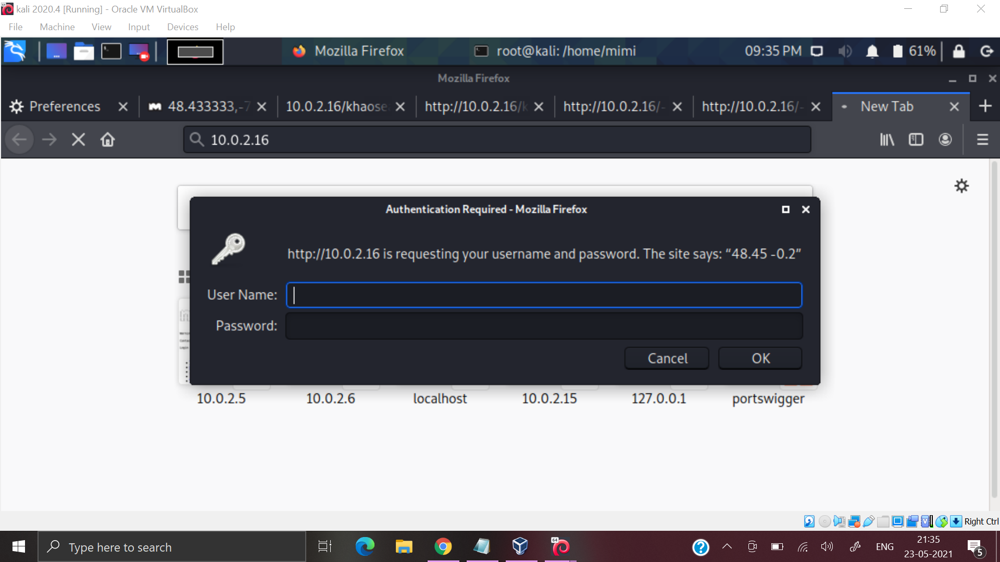 kali 2020.4 [Running] - Oracle VM VirtualBox
File Machine View Input Devices Help
Mozilla Firefox
root@kali: /home/mimi
09:35 PM
61%
Mozilla Firefox
Preferences
48.433333,-7
10.0.2.16/khaose
http://10.0.2.16/k
http://10.0.2.16/-
http://10.0.2.16/-
New Tab
10.0.2.16
Authentication Required - Mozilla Firefox
http://10.0.2.16 is requesting your username and password. The site says: “48.45 -0.2”
User Name:
Password:
Cancel OK
10.0.2.5 10.0.2.6 localhost 10.0.2.15 127.0.0.1 portswigger
Right Ctrl
Type here to search
64
ENG
21:35
23-05-2021
5